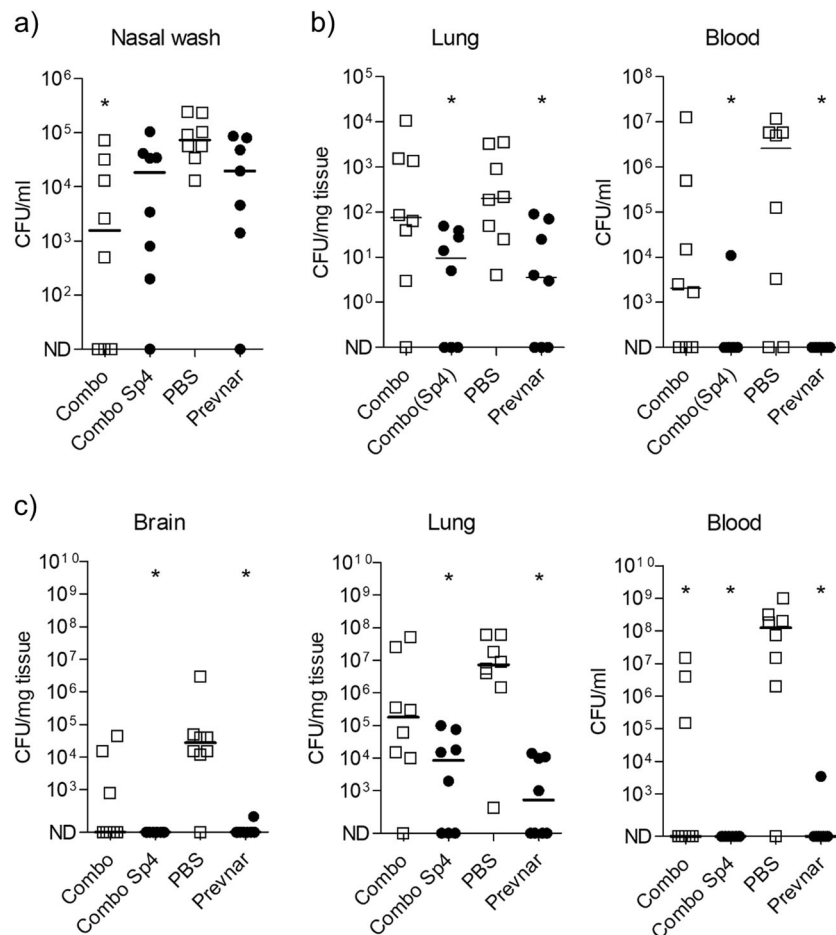 a)
Nasal wash
CFU/ml
10⁶
10⁵
10⁴
10³
10²
ND
*
Combo
Combo Sp4
PBS
Prevnar
b)
Lung
CFU/mg tissue
10⁵
10⁴
10³
10²
10¹
10⁰
ND
* *
Combo
Combo(Sp4)
PBS
Prevnar
Blood
CFU/ml
10⁸
10⁷
10⁶
10⁵
10⁴
10³
ND
* *
Combo
Combo(Sp4)
PBS
Prevnar
c)
Brain
CFU/mg tissue
10¹⁰
10⁹
10⁸
10⁷
10⁶
10⁵
10⁴
10³
ND
* *
Combo
Combo Sp4
PBS
Prevnar
Lung
CFU/mg tissue
10¹⁰
10⁹
10⁸
10⁷
10⁶
10⁵
10⁴
10³
ND
* *
Combo
Combo Sp4
PBS
Prevnar
Blood
CFU/ml
10¹⁰
10⁹
10⁸
10⁷
10⁶
10⁵
10⁴
10³
ND
* * *
Combo
Combo Sp4
PBS
Prevnar